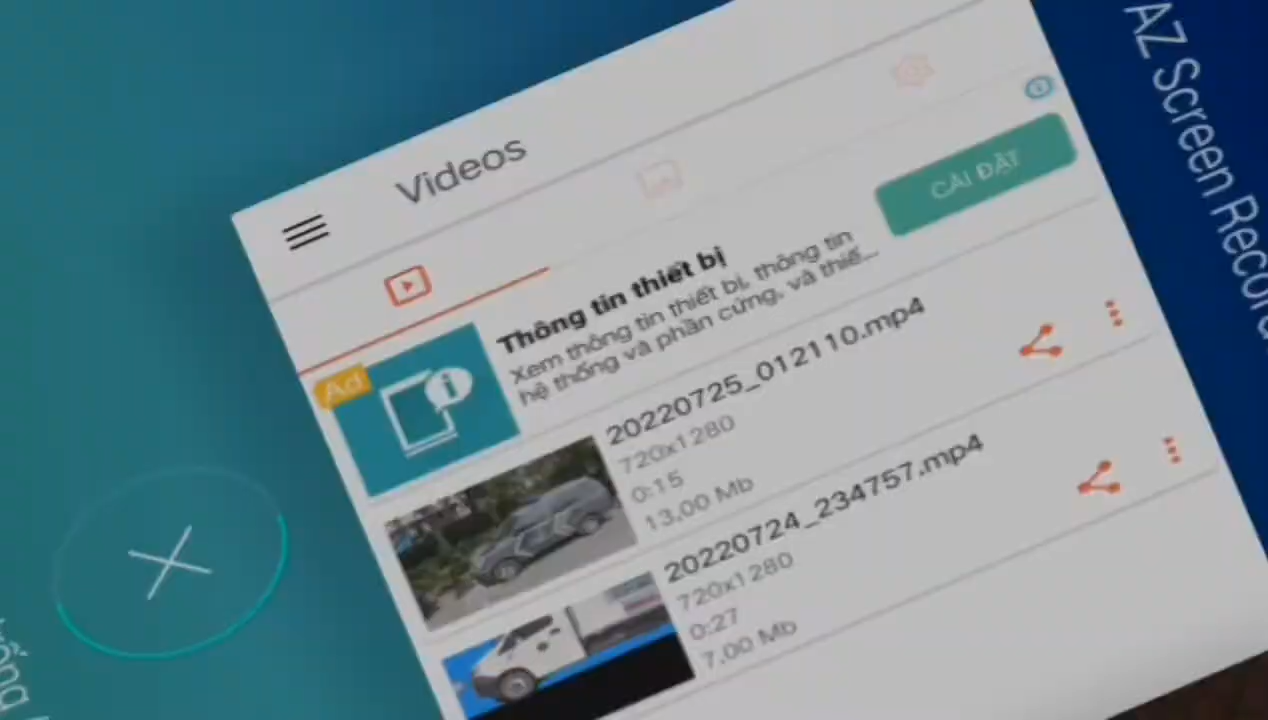 Videos
CÀI ĐẶT
Ad
Thông tin thiết bị
Xem thông tin thiết bị, thông tin
hệ thống và phần cứng, và thiế...
20220725_012110.mp4
720x1280
0:15
13,00 Mb
20220724_234757.mp4
720x1280
0:27
7,00 Mb
AZ Screen Record